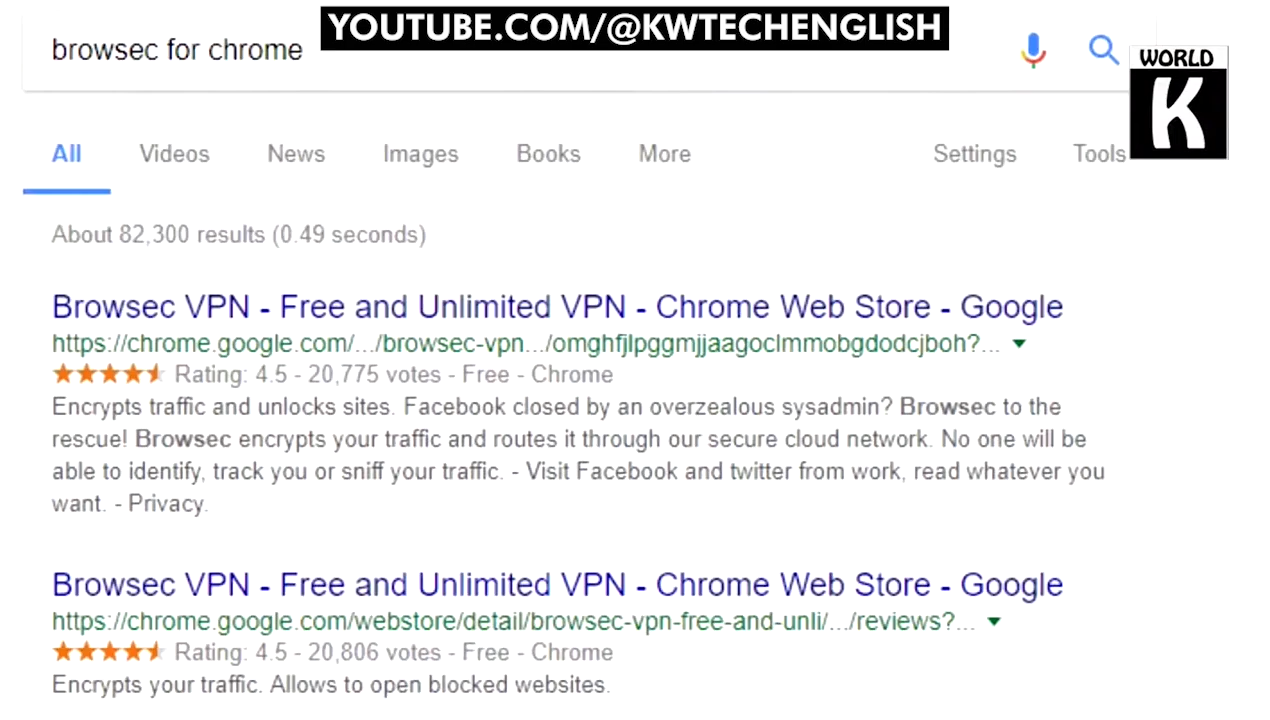 YOUTUBE.COM/@KWTECHENGLISH
browsec for chrome
WORLD
K
All Videos News Images Books More Settings Tools
About 82,300 results (0.49 seconds)
Browsec VPN - Free and Unlimited VPN - Chrome Web Store - Google
https://chrome.google.com/.../browsec-vpn.../omghfjlpggmjjaagoclmmobgdodcjboh?...
Rating: 4.5 - 20,775 votes - Free - Chrome
Encrypts traffic and unlocks sites. Facebook closed by an overzealous sysadmin? Browsec to the
rescue! Browsec encrypts your traffic and routes it through our secure cloud network. No one will be
able to identify, track you or sniff your traffic. - Visit Facebook and twitter from work, read whatever you
want. - Privacy.
Browsec VPN - Free and Unlimited VPN - Chrome Web Store - Google
https://chrome.google.com/webstore/detail/browsec-vpn-free-and-unli/.../reviews?...
Rating: 4.5 - 20,806 votes - Free - Chrome
Encrypts your traffic. Allows to open blocked websites.